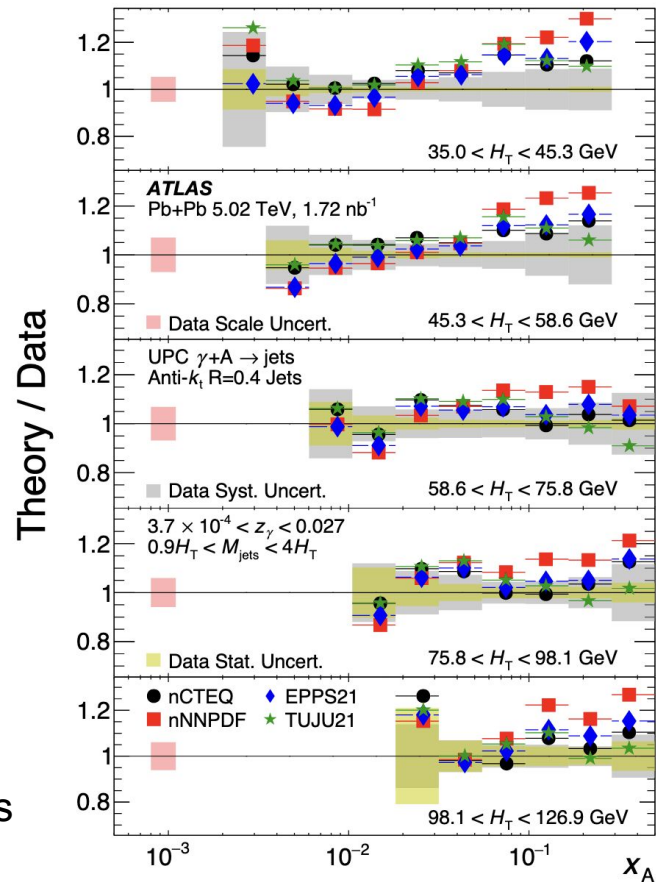 Theory / Data
1.2
1
0.8
35.0 < H_T < 45.3 GeV
ATLAS
Pb+Pb 5.02 TeV, 1.72 nb⁻¹
1.2
1
0.8
Data Scale Uncert.
45.3 < H_T < 58.6 GeV
UPC γ+A → jets
Anti-k_t R=0.4 Jets
1.2
1
0.8
Data Syst. Uncert.
58.6 < H_T < 75.8 GeV
3.7 × 10⁻⁴ < z_γ < 0.027
0.9H_T < M_jets < 4H_T
1.2
1
0.8
Data Stat. Uncert.
75.8 < H_T < 98.1 GeV
nCTEQ EPPS21
nNNPDF TUJU21
1.2
1
0.8
98.1 < H_T < 126.9 GeV
s
10⁻³ 10⁻² 10⁻¹ x_A